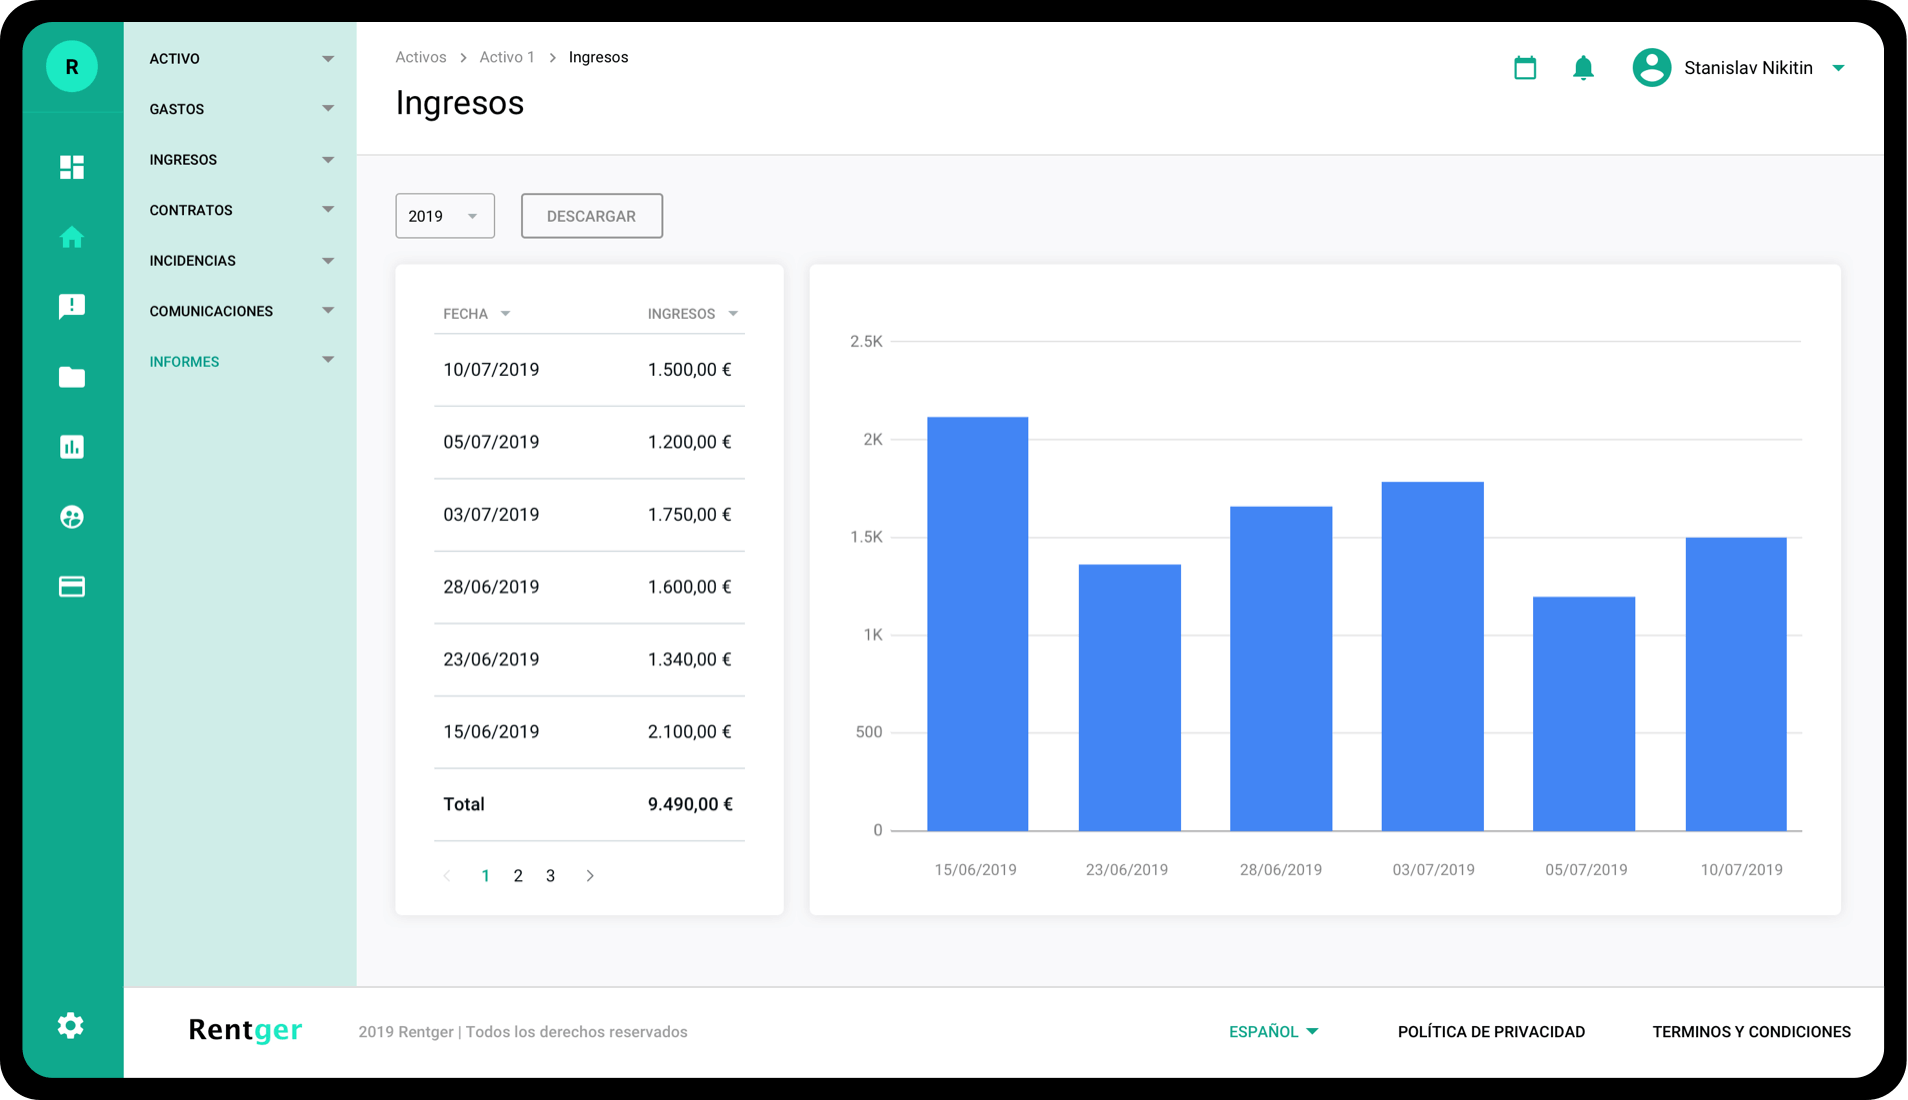 R
ACTIVO
GASTOS
INGRESOS
CONTRATOS
INCIDENCIAS
COMUNICACIONES
INFORMES
Activos > Activo 1 > Ingresos
Stanislav Nikitin
Ingresos
2019
DESCARGAR
FECHA INGRESOS
10/07/2019 1.500,00 €
05/07/2019 1.200,00 €
03/07/2019 1.750,00 €
28/06/2019 1.600,00 €
23/06/2019 1.340,00 €
15/06/2019 2.100,00 €
Total 9.490,00 €
1 2 3
2.5K
2K
1.5K
1K
500
0
15/06/2019 23/06/2019 28/06/2019 03/07/2019 05/07/2019 10/07/2019
Rentger
2019 Rentger | Todos los derechos reservados
ESPAÑOL
POLÍTICA DE PRIVACIDAD
TERMINOS Y CONDICIONES